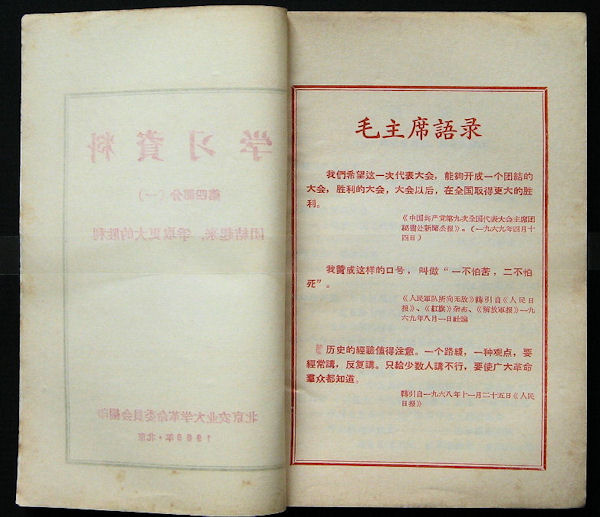 学习資料
第四部分（一）
团結起来，争取更大的胜利
北京农业大学革命委員会翻印
1969年·北京
毛主席語录
我們希望这一次代表大会，能夠开成一个团結的
大会，胜利的大会，大会以后，在全国取得更大的胜
利。
《中国共产党第九次全国代表大会主席团
秘書处新聞公报》。（一九六九年四月十
四日）
我赞成这样的口号，叫做“一不怕苦，二不怕
死”。
《人民軍队所向无敌》轉引自《人民日
报》、《紅旗》杂志、《解放軍报》一九
六九年八月一日社論
历史的經驗值得注意。一个路綫，一种观点，要
經常講，反复講。只給少数人講不行，要使广大革命
羣众都知道。
轉引自一九六八年十一月二十五日《人民
日报》